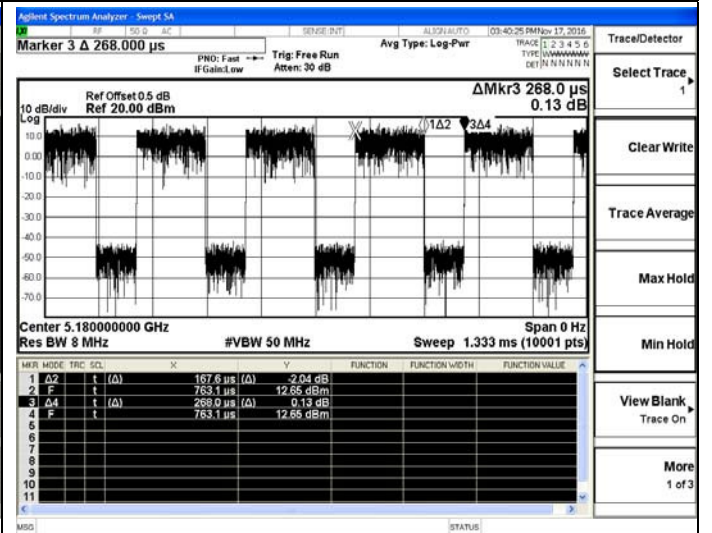 Agilent Spectrum Analyzer - Swept SA
RF 50 Ω AC SENSE:INT ALIGN AUTO 03:40:25 PM Nov 17, 2016
Marker 3 Δ 268.000 µs
PNO: Fast
IFGain:Low
Trig: Free Run
Atten: 30 dB
Avg Type: Log-Pwr
TRACE 1 2 3 4 5 6
TYPE
DET N N N N N N
Trace/Detector
Select Trace
1
Clear Write
Trace Average
Max Hold
Min Hold
View Blank
Trace On
More
1 of 3
Ref Offset 0.5 dB
10 dB/div Ref 20.00 dBm
Log
ΔMkr3 268.0 µs
0.13 dB
1Δ2 3Δ4
10.0
0.00
-10.0
-20.0
-30.0
-40.0
-50.0
-60.0
-70.0
Center 5.180000000 GHz Span 0 Hz
Res BW 8 MHz #VBW 50 MHz Sweep 1.333 ms (10001 pts)
MKR MODE TRC SCL X Y FUNCTION FUNCTION WIDTH FUNCTION VALUE
1 Δ2 t (Δ) 167.6 µs (Δ) -2.04 dB
2 F t 763.1 µs 12.65 dBm
3 Δ4 t (Δ) 268.0 µs (Δ) 0.13 dB
4 F t 763.1 µs 12.65 dBm
5
6
7
8
9
10
11
MSG STATUS